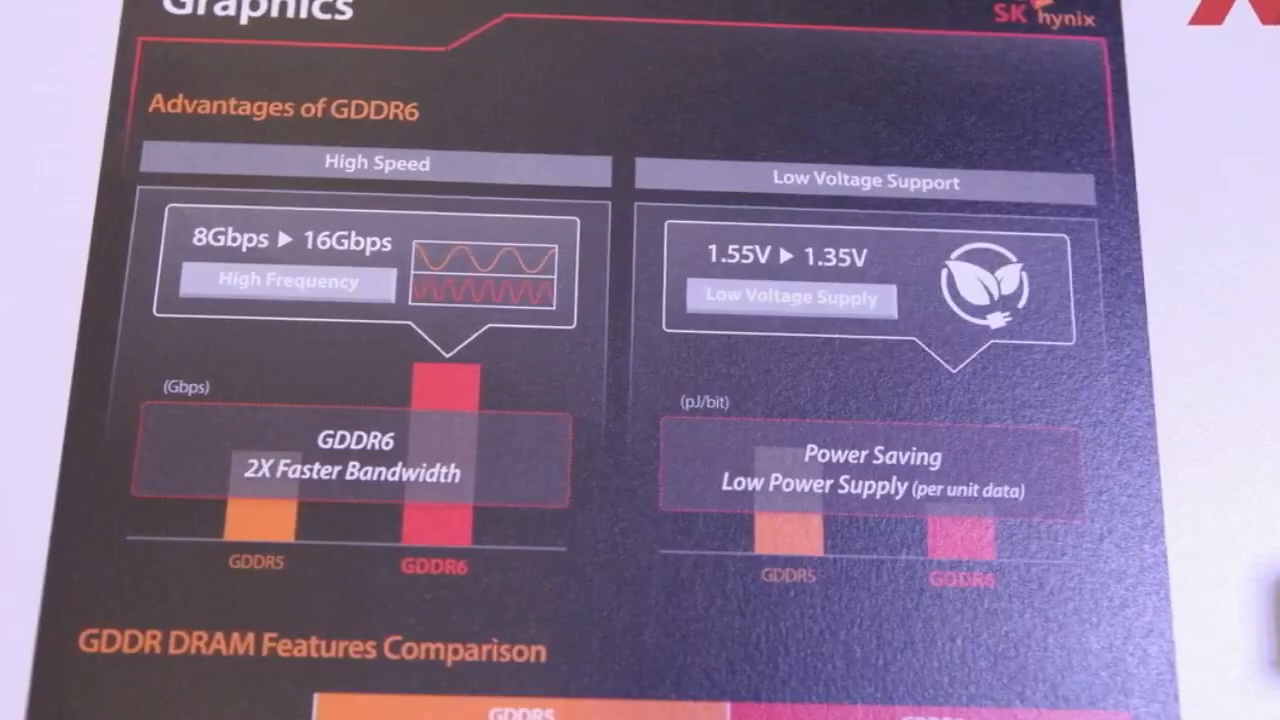 Graphics
SK hynix
Advantages of GDDR6
High Speed
8Gbps ▶ 16Gbps
High Frequency
(Gbps)
GDDR6
2X Faster Bandwidth
GDDR5
GDDR6
Low Voltage Support
1.55V ▶ 1.35V
Low Voltage Supply
(pJ/bit)
Power Saving
Low Power Supply (per unit data)
GDDR5
GDDR6
GDDR DRAM Features Comparison
GDDR5